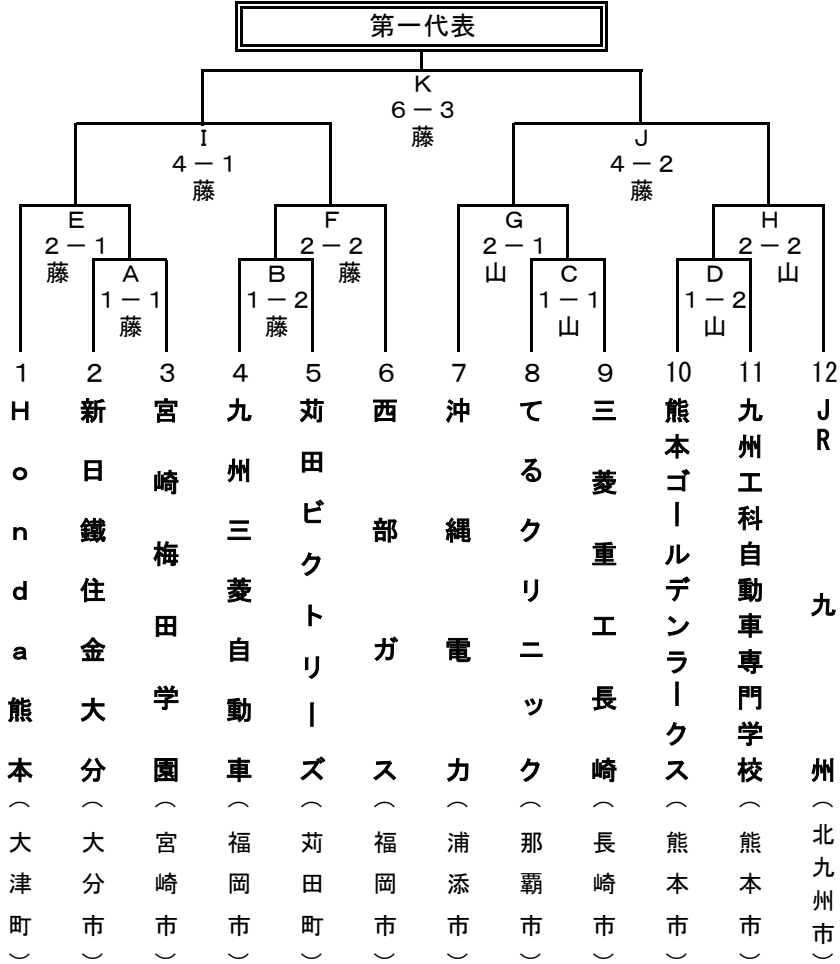 第一代表
K
6－3
藤
I
4－1
藤
J
4－2
藤
E
2－1
藤
F
2－2
藤
G
2－1
山
H
2－2
山
A
1－1
藤
B
1－2
藤
C
1－1
山
D
1－2
山
1
Honda熊本
（大津町）
2
新日鐵住金大分
（大分市）
3
宮崎梅田学園
（宮崎市）
4
九州三菱自動車
（福岡市）
5
苅田ビクトリーズ
（苅田町）
6
西部ガス
（福岡市）
7
沖縄電力
（浦添市）
8
てるクリニック
（那覇市）
9
三菱重工長崎
（長崎市）
10
熊本ゴールデンラークス
（熊本市）
11
九州工科自動車専門学校
（熊本市）
12
JR九州
（北九州市）